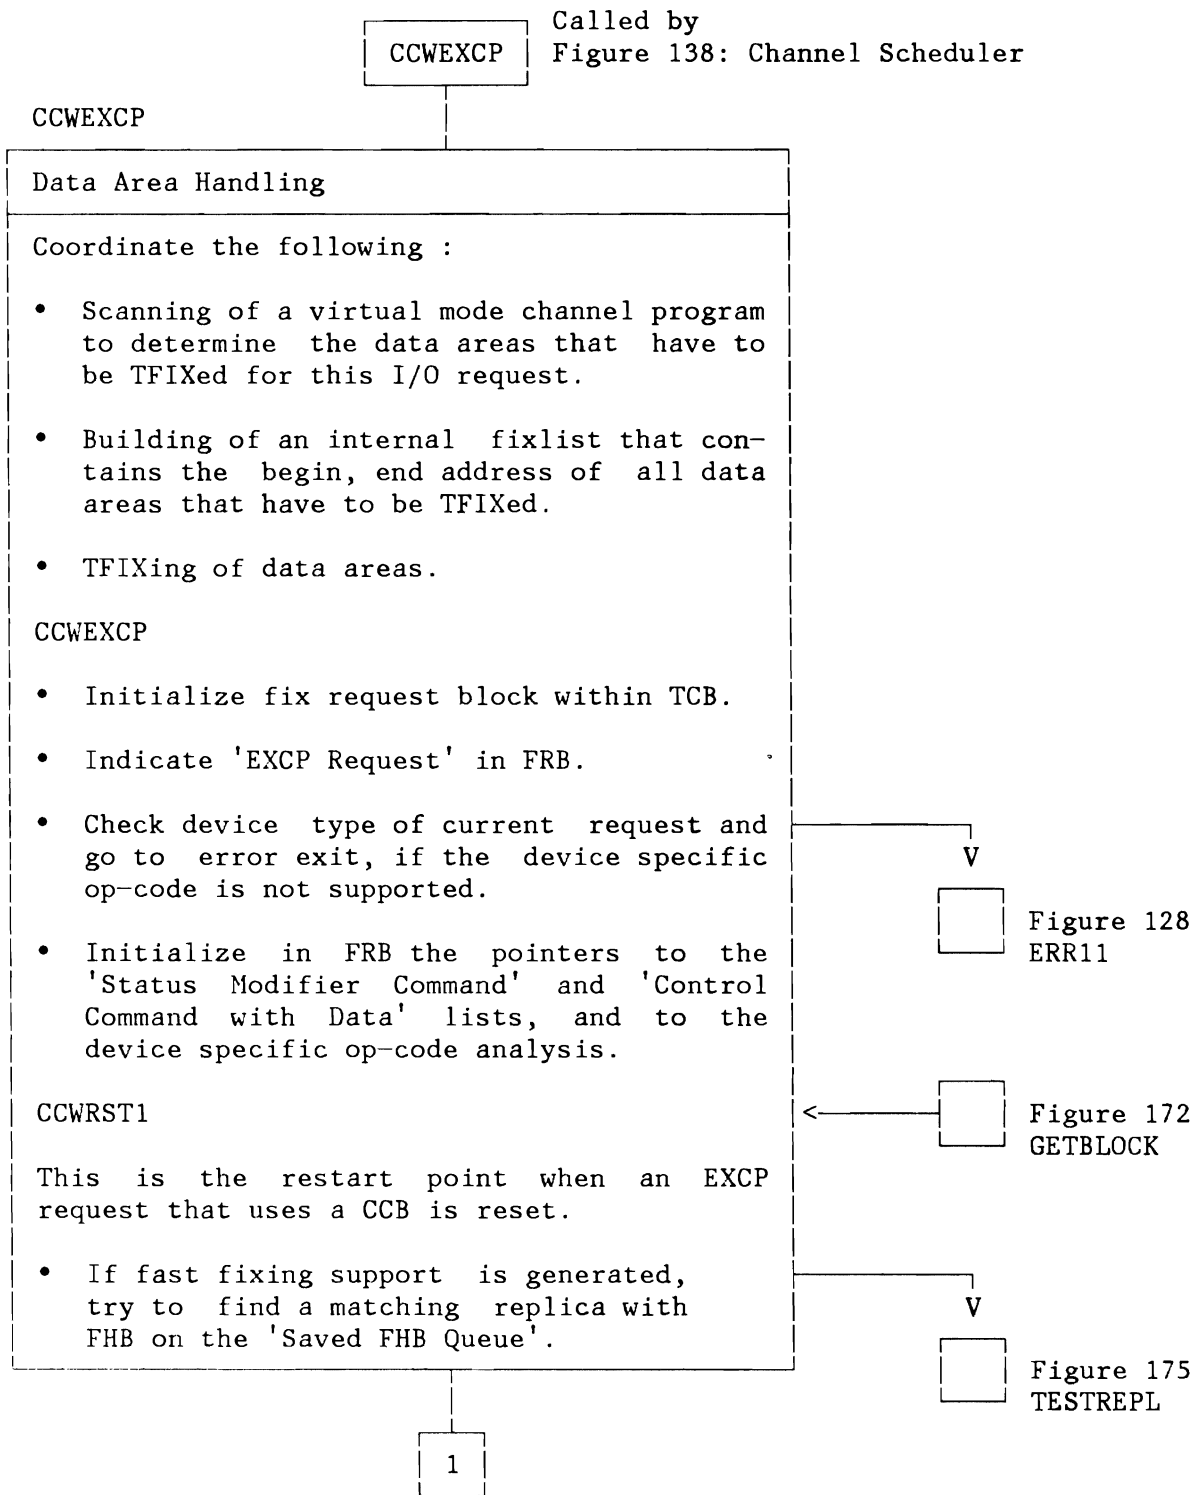 Called by
CCWEXCP
Figure 138: Channel Scheduler
CCWEXCP
Data Area Handling
Coordinate the following :
• Scanning of a virtual mode channel program
to determine the data areas that have to
be TFIXed for this I/O request.
• Building of an internal fixlist that con-
tains the begin, end address of all data
areas that have to be TFIXed.
• TFIXing of data areas.
CCWEXCP
• Initialize fix request block within TCB.
• Indicate 'EXCP Request' in FRB.
• Check device type of current request and
go to error exit, if the device specific
op-code is not supported.
V
Figure 128
ERR11
• Initialize in FRB the pointers to the
'Status Modifier Command' and 'Control
Command with Data' lists, and to the
device specific op-code analysis.
CCWRST1
<
Figure 172
GETBLOCK
This is the restart point when an EXCP
request that uses a CCB is reset.
• If fast fixing support is generated,
try to find a matching replica with
FHB on the 'Saved FHB Queue'.
V
Figure 175
TESTREPL
1